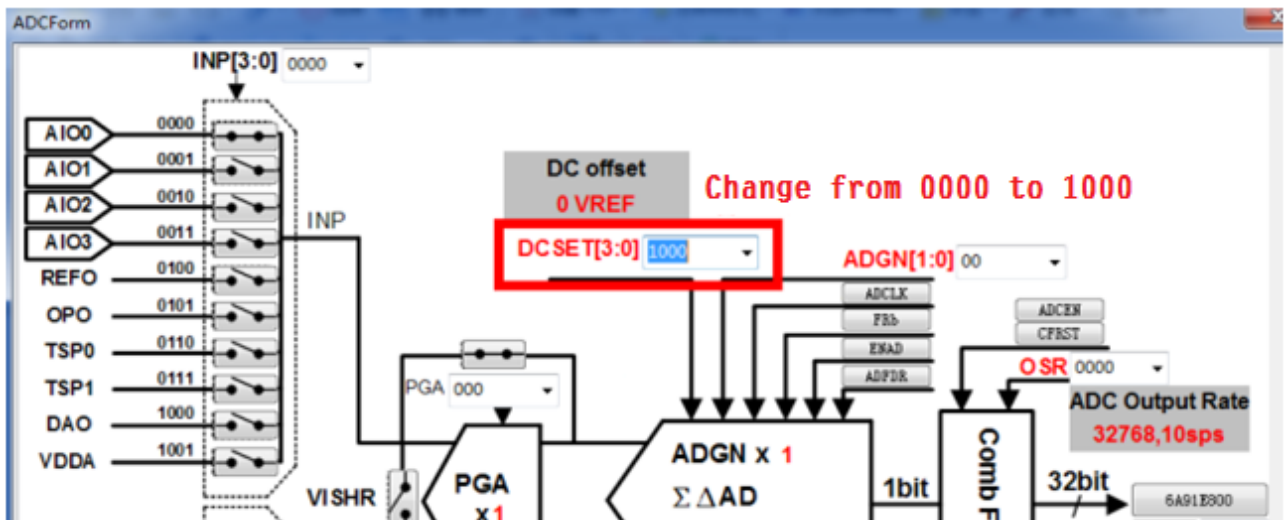 ADCForm
INP[3:0] 0000
AIO0 0000
AIO1 0001
AIO2 0010
AIO3 0011
REFO 0100
OPO 0101
TSP0 0110
TSP1 0111
DAO 1000
VDDA 1001
INP
DC offset
0 VREF
Change from 0000 to 1000
DCSET[3:0] 1000
ADGN[1:0] 00
ADCLK
FRb
ENAD
ADFDR
ADCEN
CFRST
OSR 0000
ADC Output Rate
32768,10sps
PGA 000
VISHR
PGA
x1
ADGN x 1
Σ ΔAD
1bit
Comb F
32bit
6A91E800